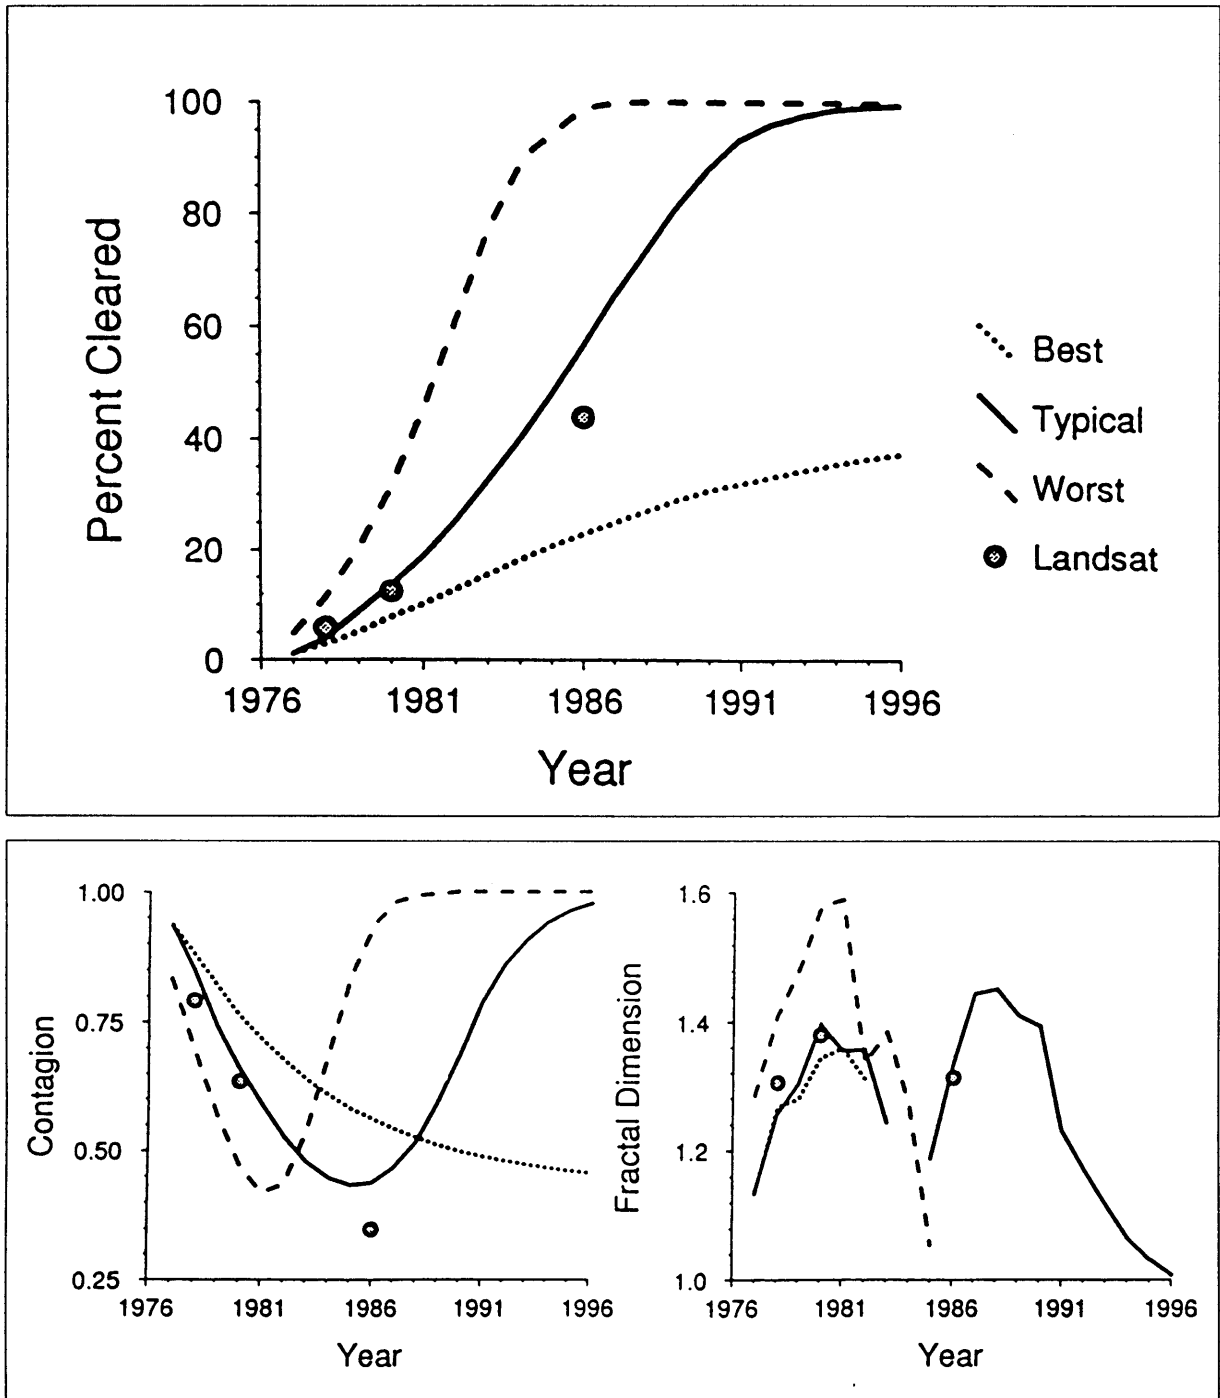 Percent Cleared
100
80
60
40
20
0
1976 1981 1986 1991 1996
Year
Best
Typical
Worst
Landsat
Contagion
1.00
0.75
0.50
0.25
1976 1981 1986 1991 1996
Year
Fractal Dimension
1.6
1.4
1.2
1.0
1976 1981 1986 1991 1996
Year